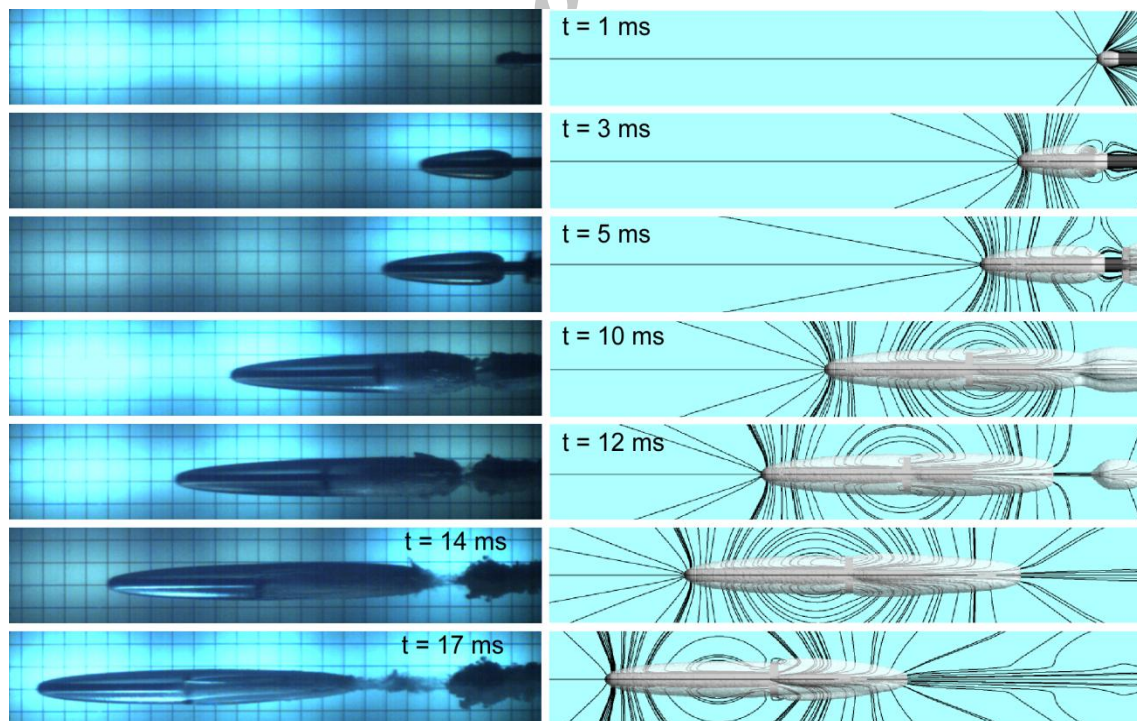 t = 1 ms
t = 3 ms
t = 5 ms
t = 10 ms
t = 12 ms
t = 14 ms
t = 17 ms